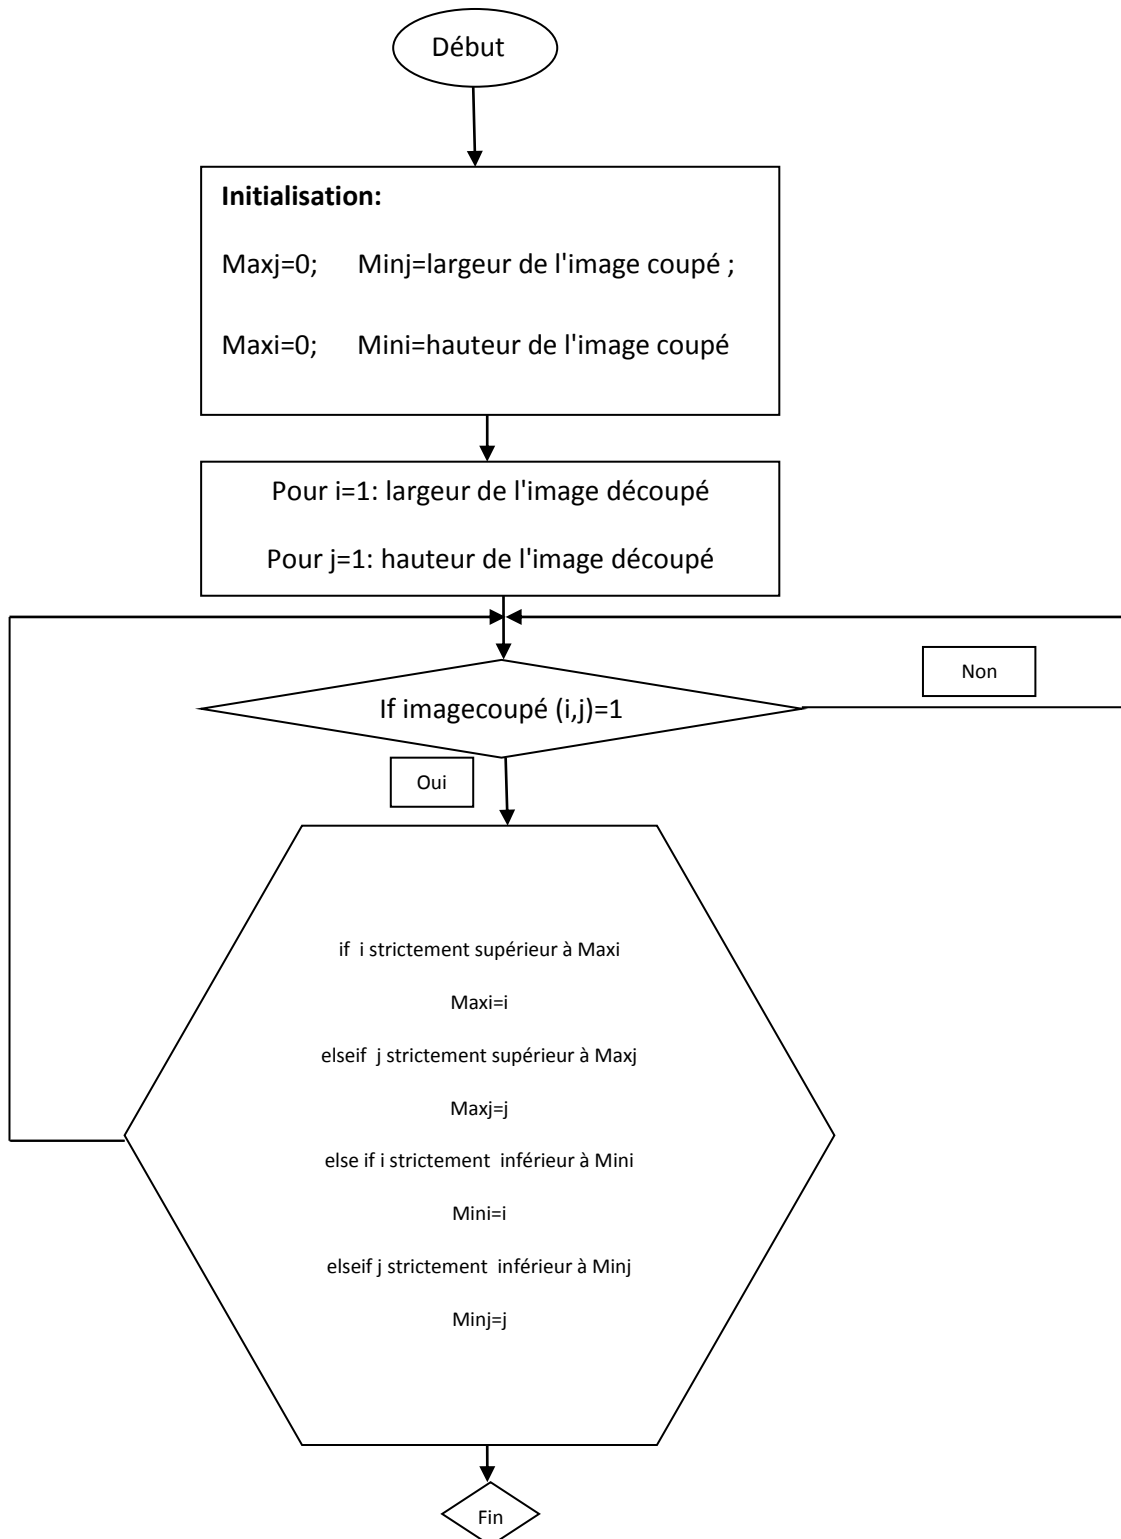 Début
Initialisation:
Maxj=0; Minj=largeur de l'image coupé ;
Maxi=0; Mini=hauteur de l'image coupé
Pour i=1: largeur de l'image découpé
Pour j=1: hauteur de l'image découpé
Non
If imagecoupé (i,j)=1
Oui
if i strictement supérieur à Maxi
Maxi=i
elseif j strictement supérieur à Maxj
Maxj=j
else if i strictement inférieur à Mini
Mini=i
elseif j strictement inférieur à Minj
Minj=j
Fin